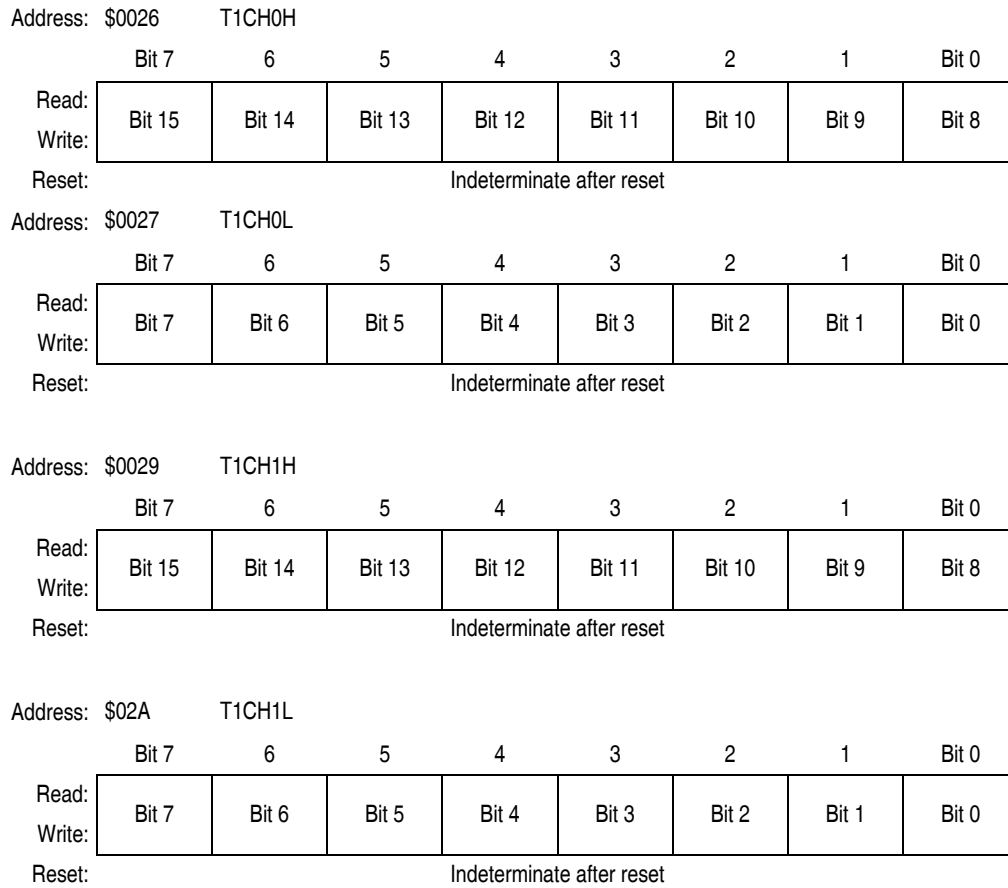 Address: $0026 T1CH0H
Bit 7 6 5 4 3 2 1 Bit 0
Read:
Bit 15 Bit 14 Bit 13 Bit 12 Bit 11 Bit 10 Bit 9 Bit 8
Write:
Reset: Indeterminate after reset
Address: $0027 T1CH0L
Bit 7 6 5 4 3 2 1 Bit 0
Read:
Bit 7 Bit 6 Bit 5 Bit 4 Bit 3 Bit 2 Bit 1 Bit 0
Write:
Reset: Indeterminate after reset
Address: $0029 T1CH1H
Bit 7 6 5 4 3 2 1 Bit 0
Read:
Bit 15 Bit 14 Bit 13 Bit 12 Bit 11 Bit 10 Bit 9 Bit 8
Write:
Reset: Indeterminate after reset
Address: $02A T1CH1L
Bit 7 6 5 4 3 2 1 Bit 0
Read:
Bit 7 Bit 6 Bit 5 Bit 4 Bit 3 Bit 2 Bit 1 Bit 0
Write:
Reset: Indeterminate after reset